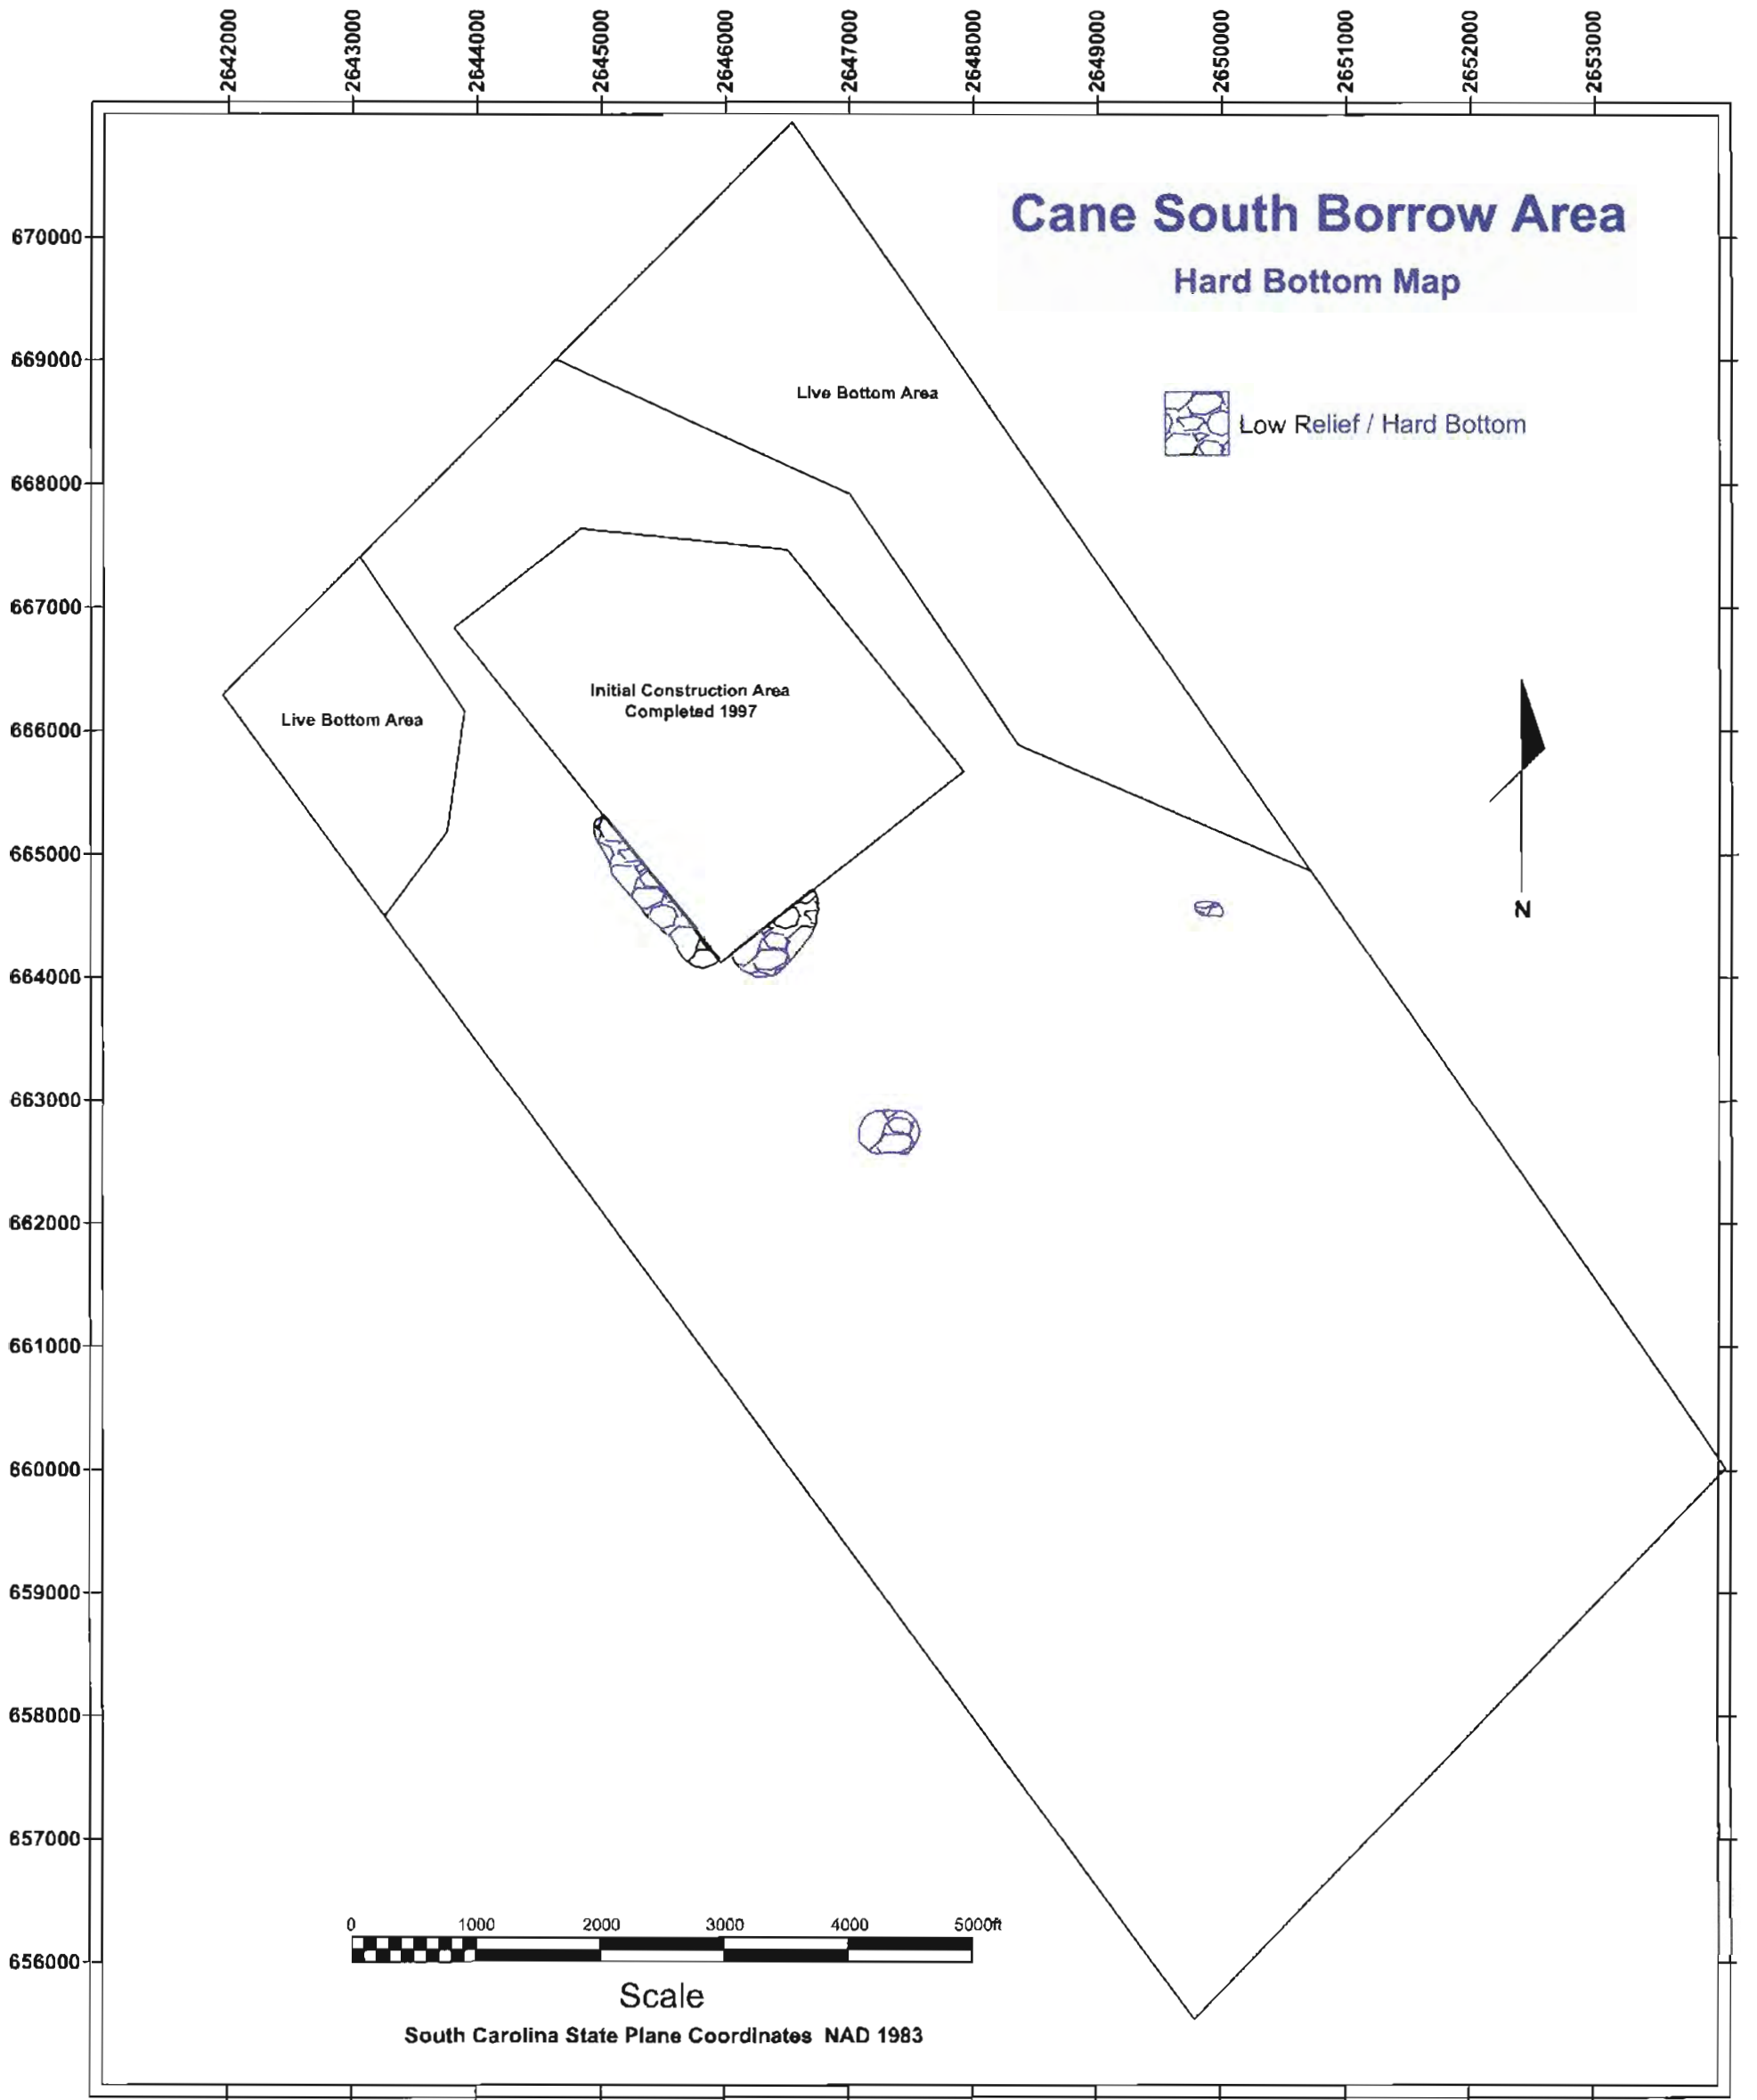 2642000
2643000
2644000
2645000
2646000
2647000
2648000
2649000
2650000
2651000
2652000
2653000
Cane South Borrow Area
Hard Bottom Map
Low Relief / Hard Bottom
670000
669000
668000
667000
666000
665000
664000
663000
662000
661000
660000
659000
658000
657000
656000
Live Bottom Area
Initial Construction Area
Completed 1997
Live Bottom Area
N
0 1000 2000 3000 4000 5000ft
Scale
South Carolina State Plane Coordinates NAD 1983